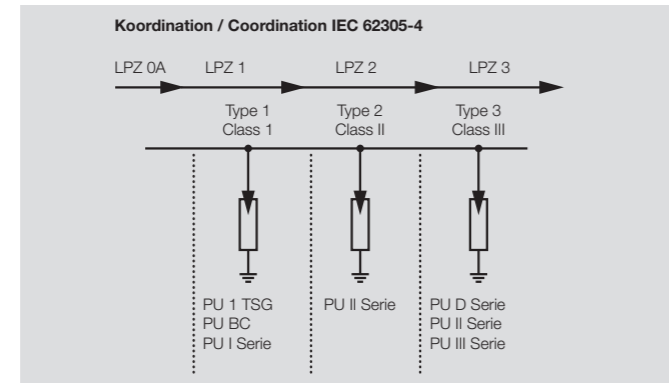 Koordination / Coordination IEC 62305-4
LPZ 0A LPZ 1 LPZ 2 LPZ 3
Type 1 Type 2 Type 3
Class 1 Class II Class III
PU 1 TSG PU II Serie PU D Serie
PU BC PU II Serie
PU I Serie PU III Serie